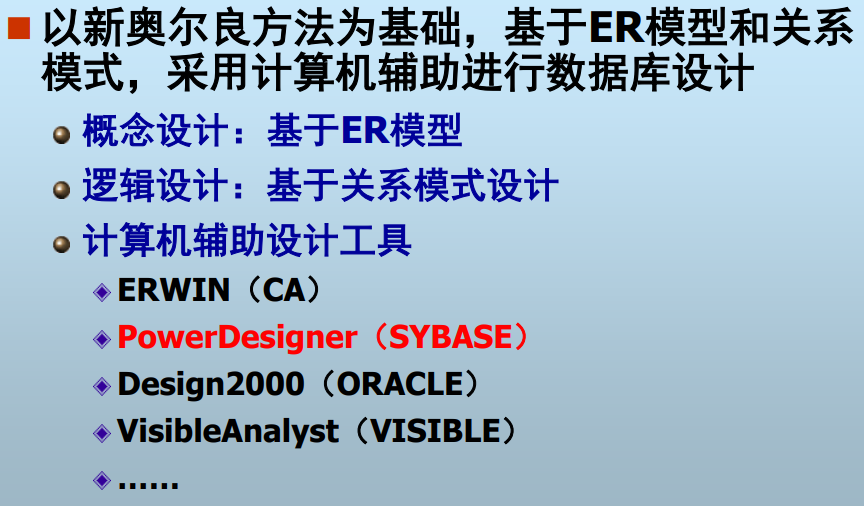 以新奥尔良方法为基础，基于ER模型和关系
模式，采用计算机辅助进行数据库设计
概念设计：基于ER模型
逻辑设计：基于关系模式设计
计算机辅助设计工具
ERWIN（CA）
PowerDesigner（SYBASE）
Design2000（ORACLE）
VisibleAnalyst（VISIBLE）
......